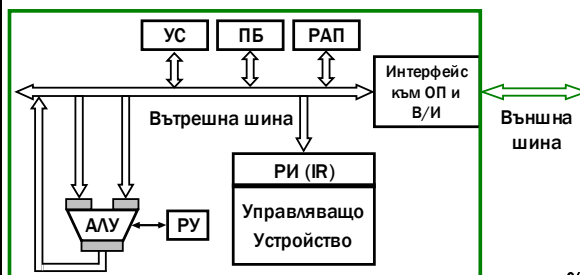 УС
ПБ
РАП
Интерфейс
към ОП и
В/И
Вътрешна шина
Външна
шина
РИ (IR)
АЛУ
РУ
Управляващо
Устройство